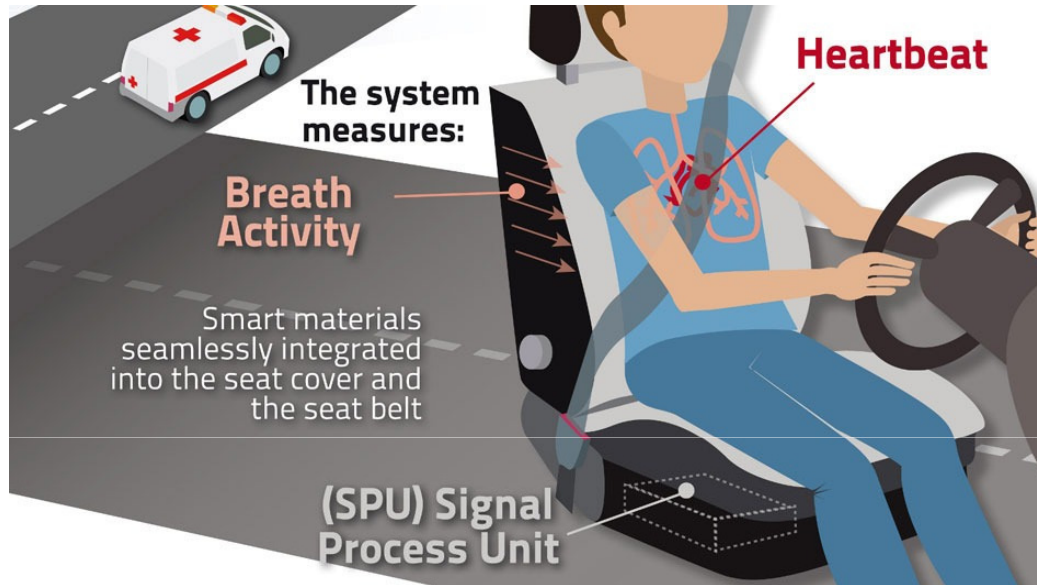 The system
measures:
Heartbeat
Breath
Activity
Smart materials
seamlessly integrated
into the seat cover and
the seat belt
(SPU) Signal
Process Unit